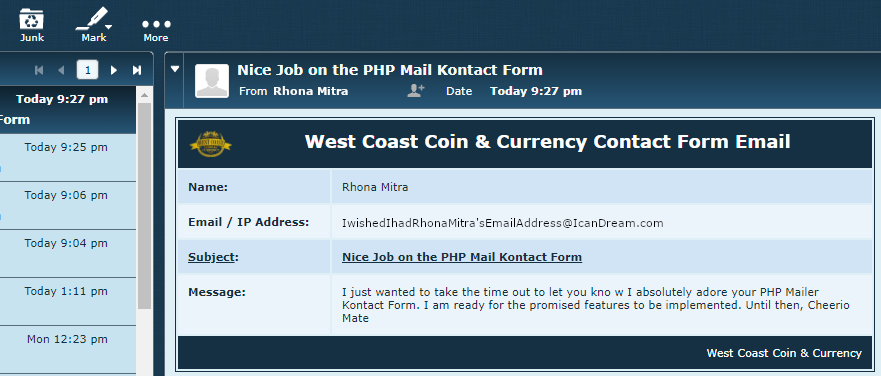 Junk
Mark
More
1
Today 9:27 pm
Form
Today 9:25 pm
Today 9:06 pm
Today 9:04 pm
Today 1:11 pm
Mon 12:23 pm
Nice Job on the PHP Mail Kontact Form
From Rhona Mitra Date Today 9:27 pm
West Coast Coin & Currency Contact Form Email
Name: Rhona Mitra
Email / IP Address: IwishedIhadRhonaMitra'sEmailAddress@IcanDream.com
Subject: Nice Job on the PHP Mail Kontact Form
Message: I just wanted to take the time out to let you kno w I absolutely adore your PHP Mailer
Kontact Form. I am ready for the promised features to be implemented. Until then, Cheerio
Mate
West Coast Coin & Currency